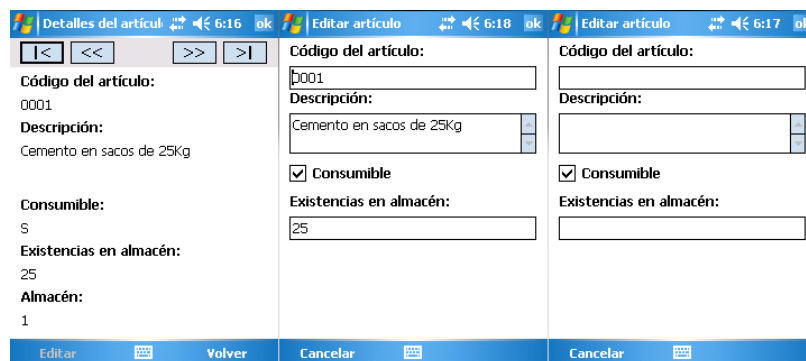 Detalles del artícul 6:16 ok
|< << >> >|
Código del artículo:
0001
Descripción:
Cemento en sacos de 25Kg
Consumible:
S
Existencias en almacén:
25
Almacén:
1
Editar Volver
Editar artículo 6:18 ok
Código del artículo:
0001
Descripción:
Cemento en sacos de 25Kg
Consumible
Existencias en almacén:
25
Cancelar
Editar artículo 6:17 ok
Código del artículo:
Descripción:
Consumible
Existencias en almacén:
Cancelar